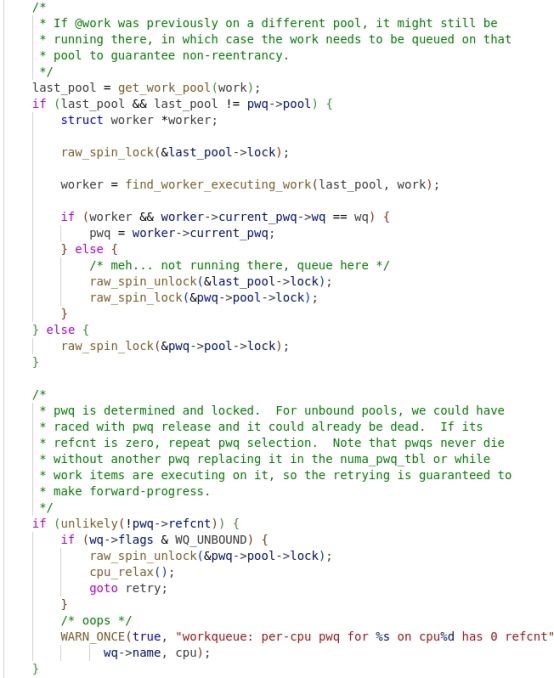 /*
 * If @work was previously on a different pool, it might still be
 * running there, in which case the work needs to be queued on that
 * pool to guarantee non-reentrancy.
 */
last_pool = get_work_pool(work);
if (last_pool && last_pool != pwq->pool) {
    struct worker *worker;

    raw_spin_lock(&last_pool->lock);

    worker = find_worker_executing_work(last_pool, work);

    if (worker && worker->current_pwq->wq == wq) {
        pwq = worker->current_pwq;
    } else {
        /* meh... not running there, queue here */
        raw_spin_unlock(&last_pool->lock);
        raw_spin_lock(&pwq->pool->lock);
    }
} else {
    raw_spin_lock(&pwq->pool->lock);
}

/*
 * pwq is determined and locked.  For unbound pools, we could have
 * raced with pwq release and it could already be dead.  If its
 * refcnt is zero, repeat pwq selection.  Note that pwqs never die
 * without another pwq replacing it in the numa_pwq_tbl or while
 * work items are executing on it, so the retrying is guaranteed to
 * make forward-progress.
 */
if (unlikely(!pwq->refcnt)) {
    if (wq->flags & WQ_UNBOUND) {
        raw_spin_unlock(&pwq->pool->lock);
        cpu_relax();
        goto retry;
    }
    /* oops */
    WARN_ONCE(true, "workqueue: per-cpu pwq for %s on cpu%d has 0 refcnt"
          wq->name, cpu);
}